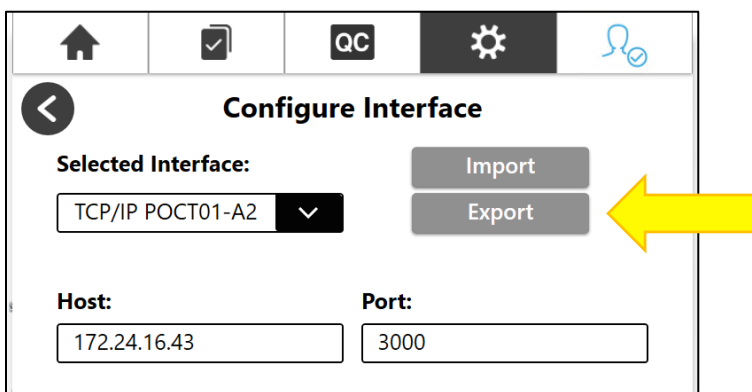 QC
Configure Interface
Selected Interface:
Import
TCP/IP POCT01-A2
Export
Host:
Port:
172.24.16.43
3000